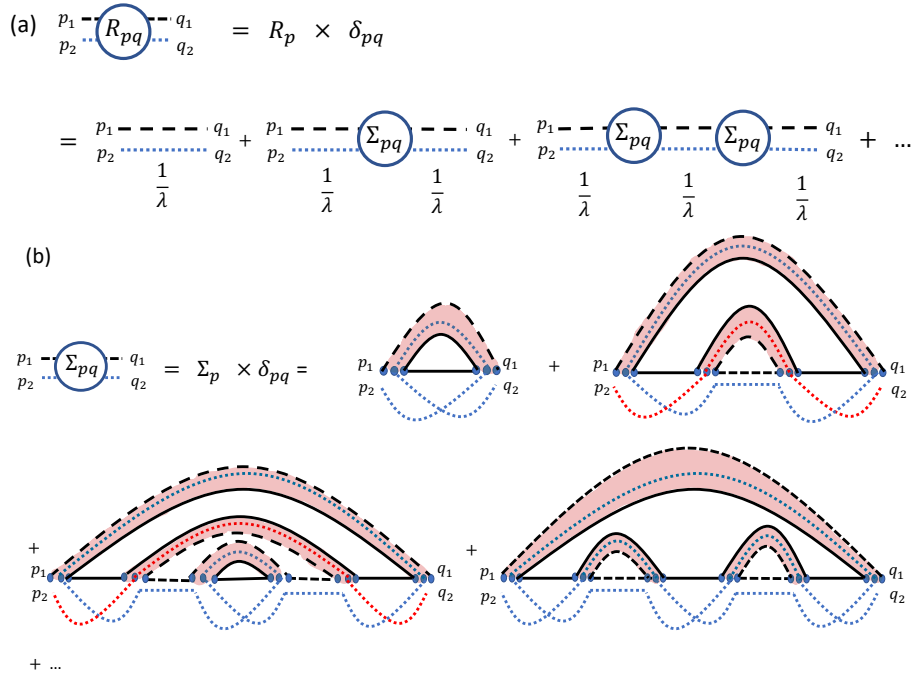 (a)
p₁ R_pq q₁ = R_p × δ_pq
p₂ q₂
= p₁ q₁ + p₁ Σ_pq q₁ + p₁ Σ_pq Σ_pq q₁ + ...
p₂ q₂ p₂ q₂ p₂ q₂
1/λ 1/λ 1/λ 1/λ 1/λ 1/λ
(b)
p₁ Σ_pq q₁ = Σ_p × δ_pq = p₁ q₁ + p₁ q₁
p₂ q₂ p₂ q₂ p₂ q₂
+ p₁ q₁ + p₁ q₁
p₂ q₂ p₂ q₂
+ ...